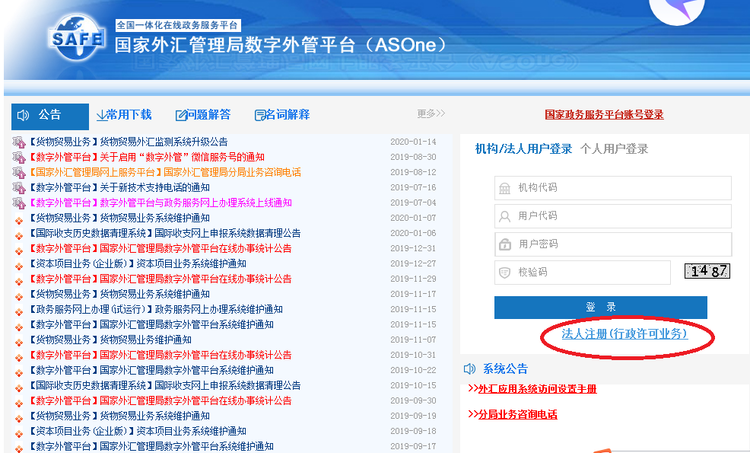 SAFE
全国一体化在线政务服务平台
国家外汇管理局数字外管平台（ASOne）
公告 常用下载 问题解答 名词解释 更多>>
【货物贸易业务】货物贸易外汇监测系统升级公告 2020-01-14
【数字外管平台】关于启用“数字外管”微信服务号的通知 2019-08-30
【国家外汇管理局网上服务平台】国家外汇管理局分局业务咨询电话 2019-08-12
【数字外管平台】关于新技术支持电话的通知 2019-07-16
【数字外管平台】数字外管平台与政务服务网上办理系统上线通知 2019-07-04
【货物贸易业务】货物贸易业务系统维护通知 2020-01-07
【国际收支历史数据清理系统】国际收支网上申报系统数据清理公告 2020-01-06
【数字外管平台】国家外汇管理局数字外管平台在线办事统计公告 2019-12-31
【资本项目业务(企业版)】资本项目业务系统维护通知 2019-12-27
【数字外管平台】国家外汇管理局数字外管平台在线办事统计公告 2019-11-29
【货物贸易业务】货物贸易业务系统维护通知 2019-11-17
【政务服务网上办理(试运行)】政务服务网上办理系统维护通知 2019-11-15
【数字外管平台】国家外汇管理局数字外管平台系统维护通知 2019-11-15
【货物贸易业务】货物贸易业务维护通知 2019-11-07
【数字外管平台】国家外汇管理局数字外管平台在线办事统计公告 2019-10-31
【数字外管平台】国家外汇管理局数字外管平台系统维护通知 2019-10-22
【国际收支历史数据清理系统】国际收支网上申报系统数据清理公告 2019-10-15
【数字外管平台】国家外汇管理局数字外管平台在线办事统计公告 2019-09-30
【货物贸易业务】货物贸易业务系统维护通知 2019-09-19
【资本项目业务(企业版)】资本项目业务系统维护通知 2019-09-18
【数字外管平台】国家外汇管理局数字外管平台系统维护通知 2019-09-17
国家政务服务平台账号登录
机构/法人用户登录 个人用户登录
机构代码
用户代码
用户密码
校验码 1487
登 录
法人注册(行政许可业务)
系统公告
>>外汇应用系统访问设置手册
>>分局业务咨询电话